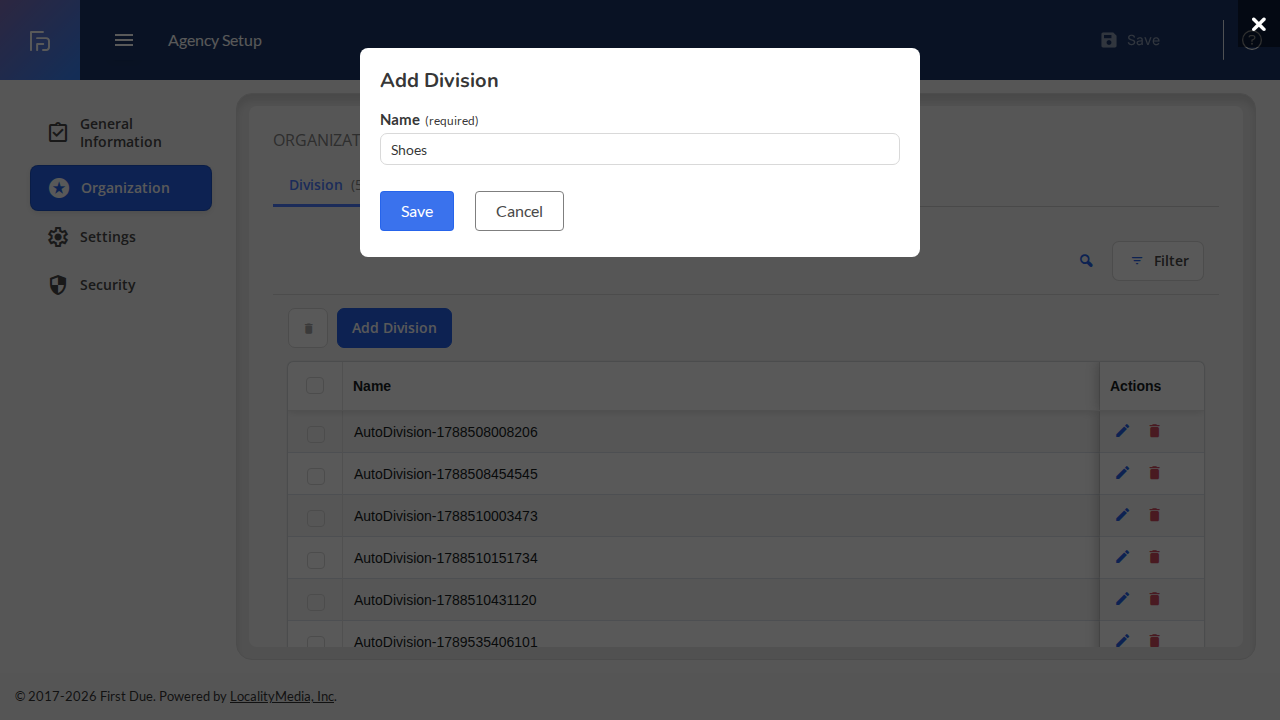 Agency Setup
Save
Add Division
Name (required)
Shoes
Save
Cancel
General
Information
Organization
Settings
Security
ORGANIZAT
Division
Filter
Add Division
Name
Actions
AutoDivision-1788508008206
AutoDivision-1788508454545
AutoDivision-1788510003473
AutoDivision-1788510151734
AutoDivision-1788510431120
AutoDivision-1789535406101
© 2017-2026 First Due. Powered by LocalityMedia, Inc.